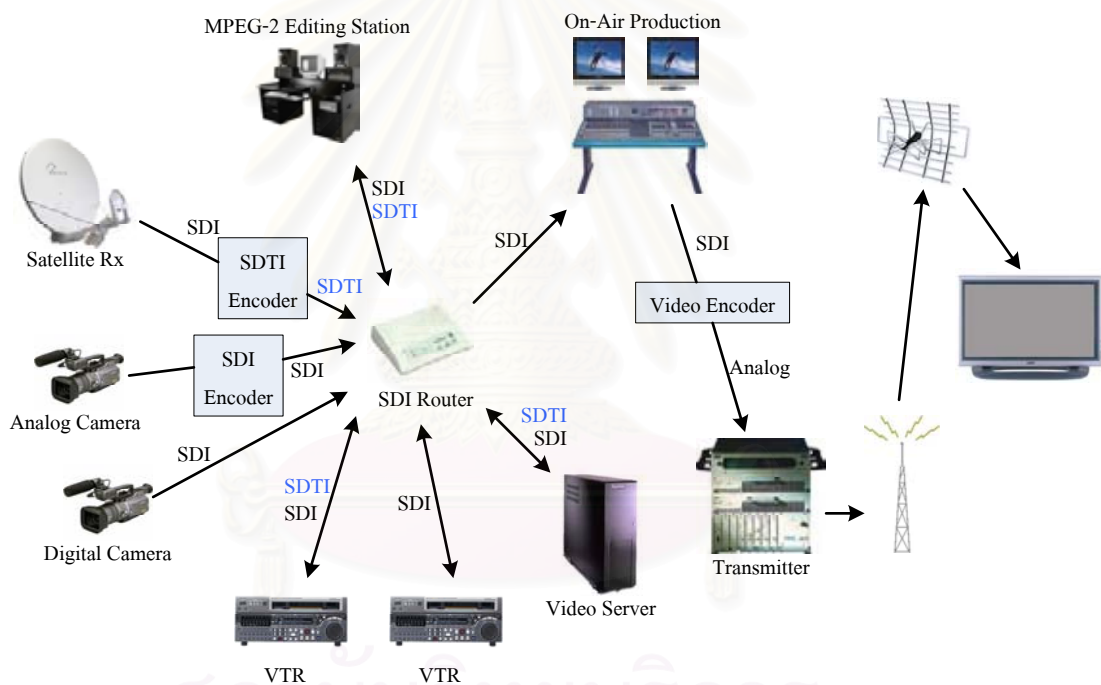 MPEG-2 Editing Station
On-Air Production
SDI
SDTI
SDI
SDTI
Encoder
SDTI
Satellite Rx
SDI
SDI
Video Encoder
Analog
SDI
Encoder
SDI
Analog Camera
SDI Router
SDI
Digital Camera
SDTI
SDI
SDI
SDTI
SDI
Video Server
Transmitter
VTR
VTR